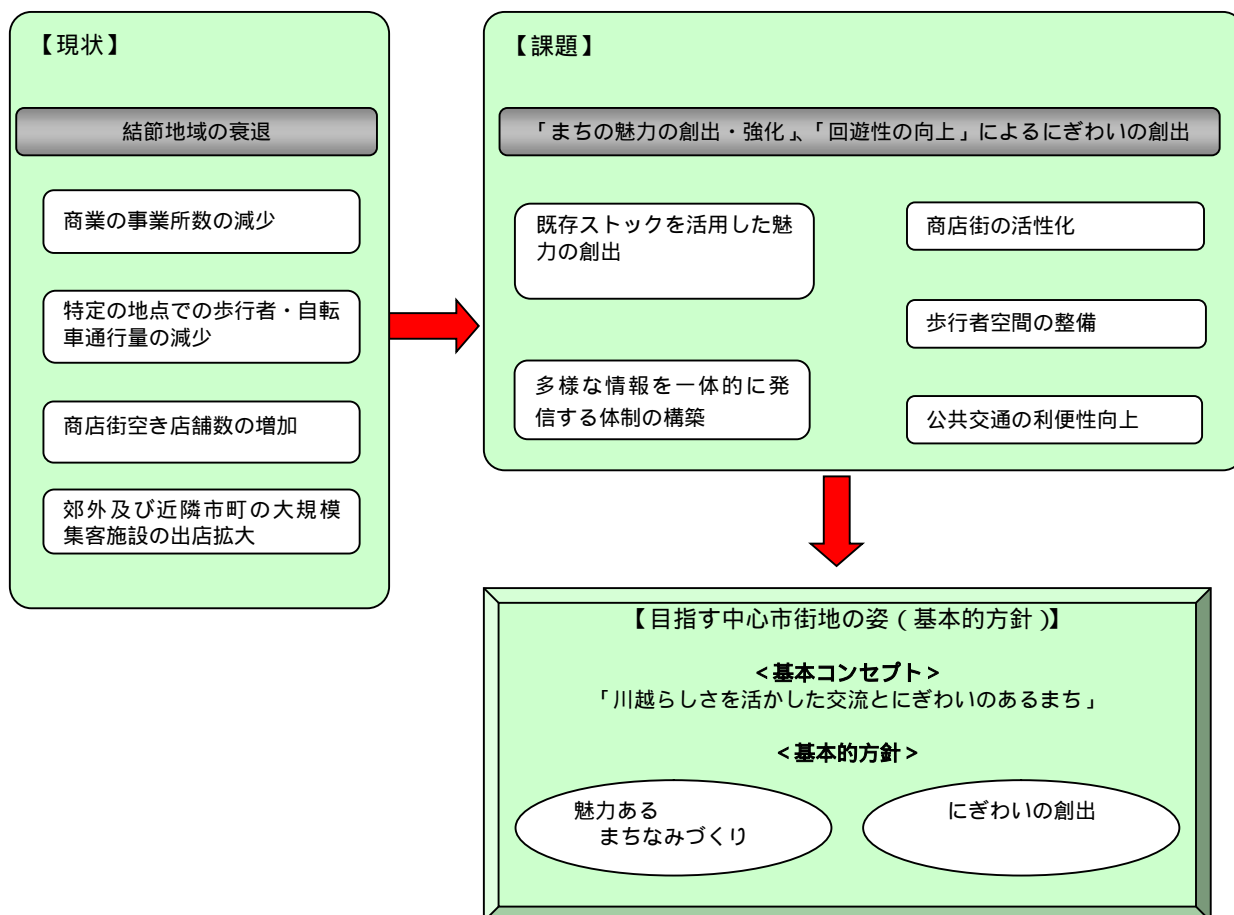 【現状】
結節地域の衰退
商業の事業所数の減少
特定の地点での歩行者・自転
車通行量の減少
商店街空き店舗数の増加
郊外及び近隣市町の大規模
集客施設の出店拡大
【課題】
「まちの魅力の創出・強化」、「回遊性の向上」によるにぎわいの創出
既存ストックを活用した魅
力の創出
多様な情報を一体的に発
信する体制の構築
商店街の活性化
歩行者空間の整備
公共交通の利便性向上
【目指す中心市街地の姿(基本的方針)】
<基本コンセプト>
「川越らしさを活かした交流とにぎわいのあるまち」
<基本的方針>
魅力ある
まちなみづくり
にぎわいの創出